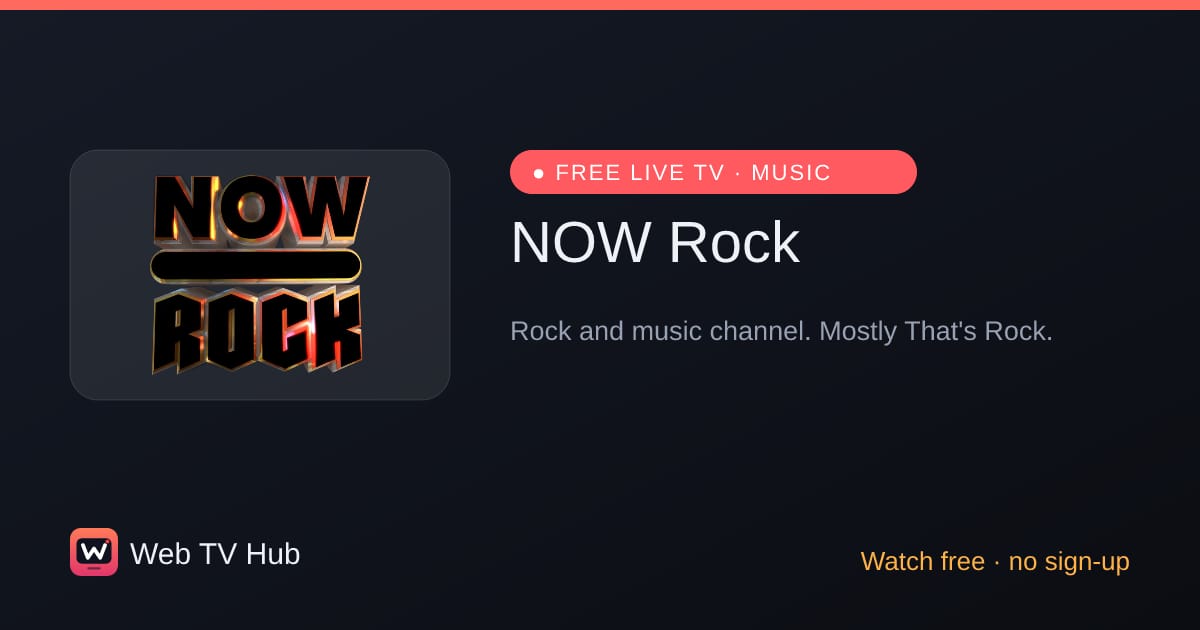 NOW
ROCK
● FREE LIVE TV · MUSIC
NOW Rock
Rock and music channel. Mostly That's Rock.
W
Web TV Hub
Watch free · no sign-up